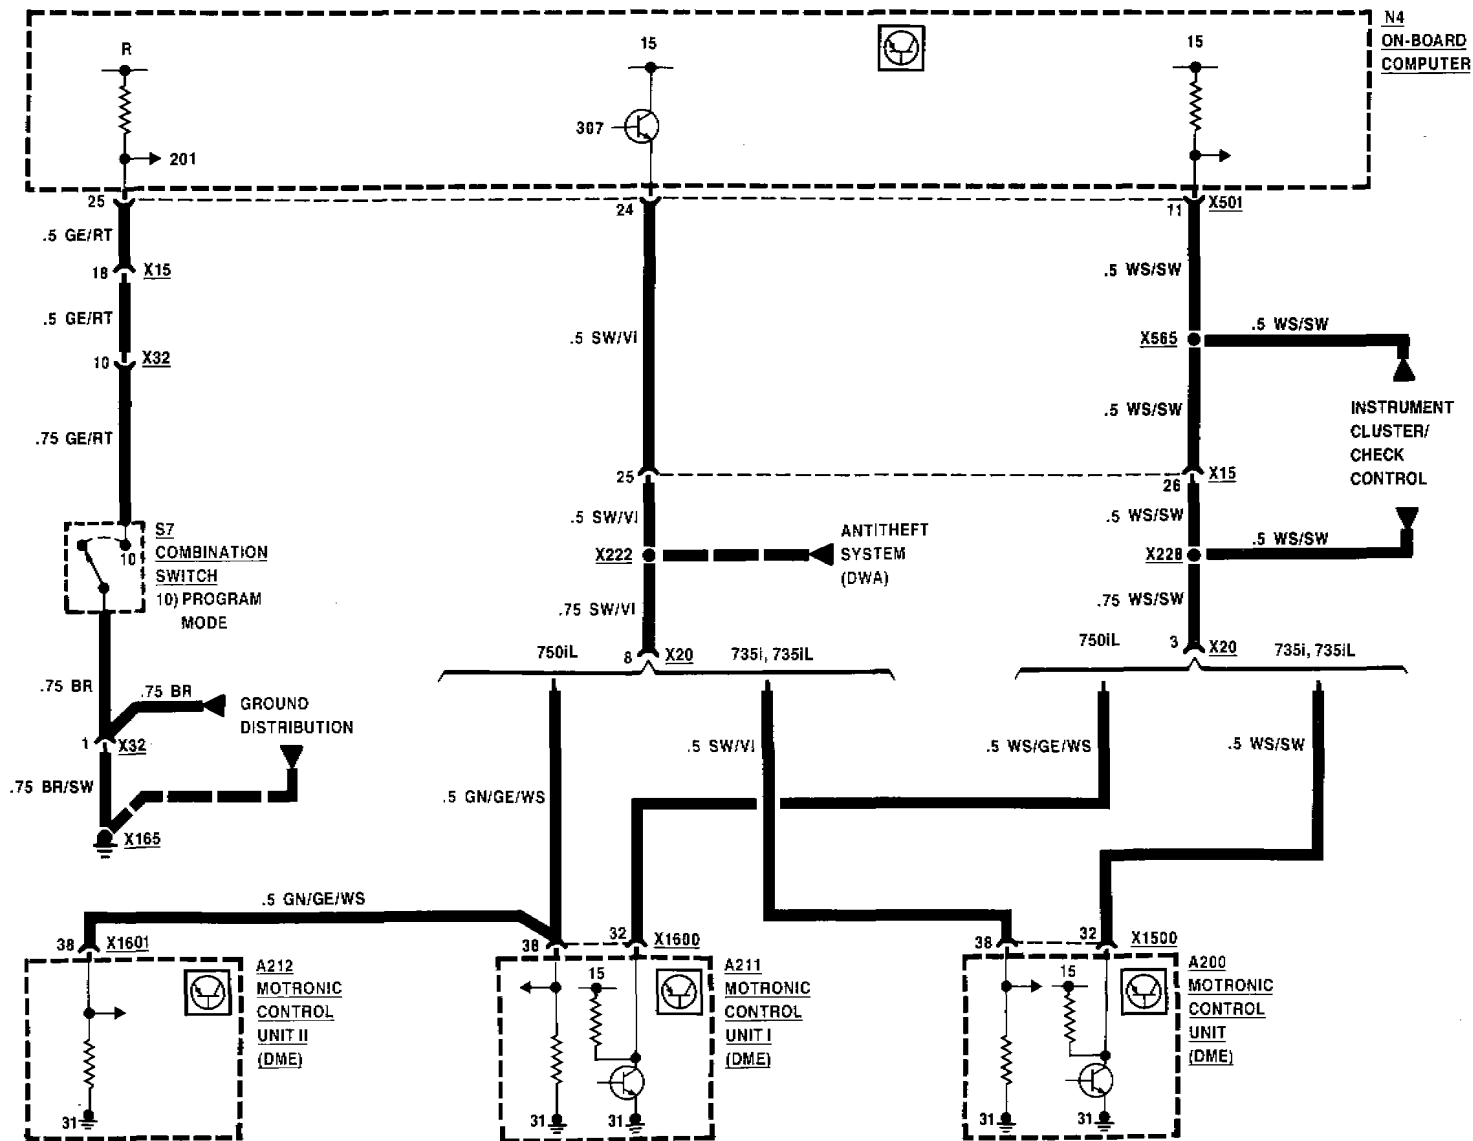 N4
ON-BOARD
COMPUTER
R
15
15
307
201
25
24
11
X501
.5 GE/RT
18
X15
.5 WS/SW
.5 GE/RT
.5 SW/VI
X565
.5 WS/SW
10
X32
.5 WS/SW
INSTRUMENT
CLUSTER/
CHECK
CONTROL
.75 GE/RT
25
26
X15
S7
COMBINATION
SWITCH
10) PROGRAM
MODE
10
.5 SW/VI
.5 WS/SW
X222
ANTITHEFT
SYSTEM
(DWA)
X228
.5 WS/SW
.75 SW/VI
.75 WS/SW
750iL
8
X20
735i, 735iL
750iL
3
X20
735i, 735iL
.75 BR
.75 BR
GROUND
DISTRIBUTION
1
X32
.5 SW/VI
.5 WS/GE/WS
.5 WS/SW
.75 BR/SW
.5 GN/GE/WS
X165
.5 GN/GE/WS
38
X1601
38
32
X1600
38
32
X1500
A212
MOTRONIC
CONTROL
UNIT II
(DME)
31
15
A211
MOTRONIC
CONTROL
UNIT I
(DME)
31
31
15
A200
MOTRONIC
CONTROL
UNIT
(DME)
31
31